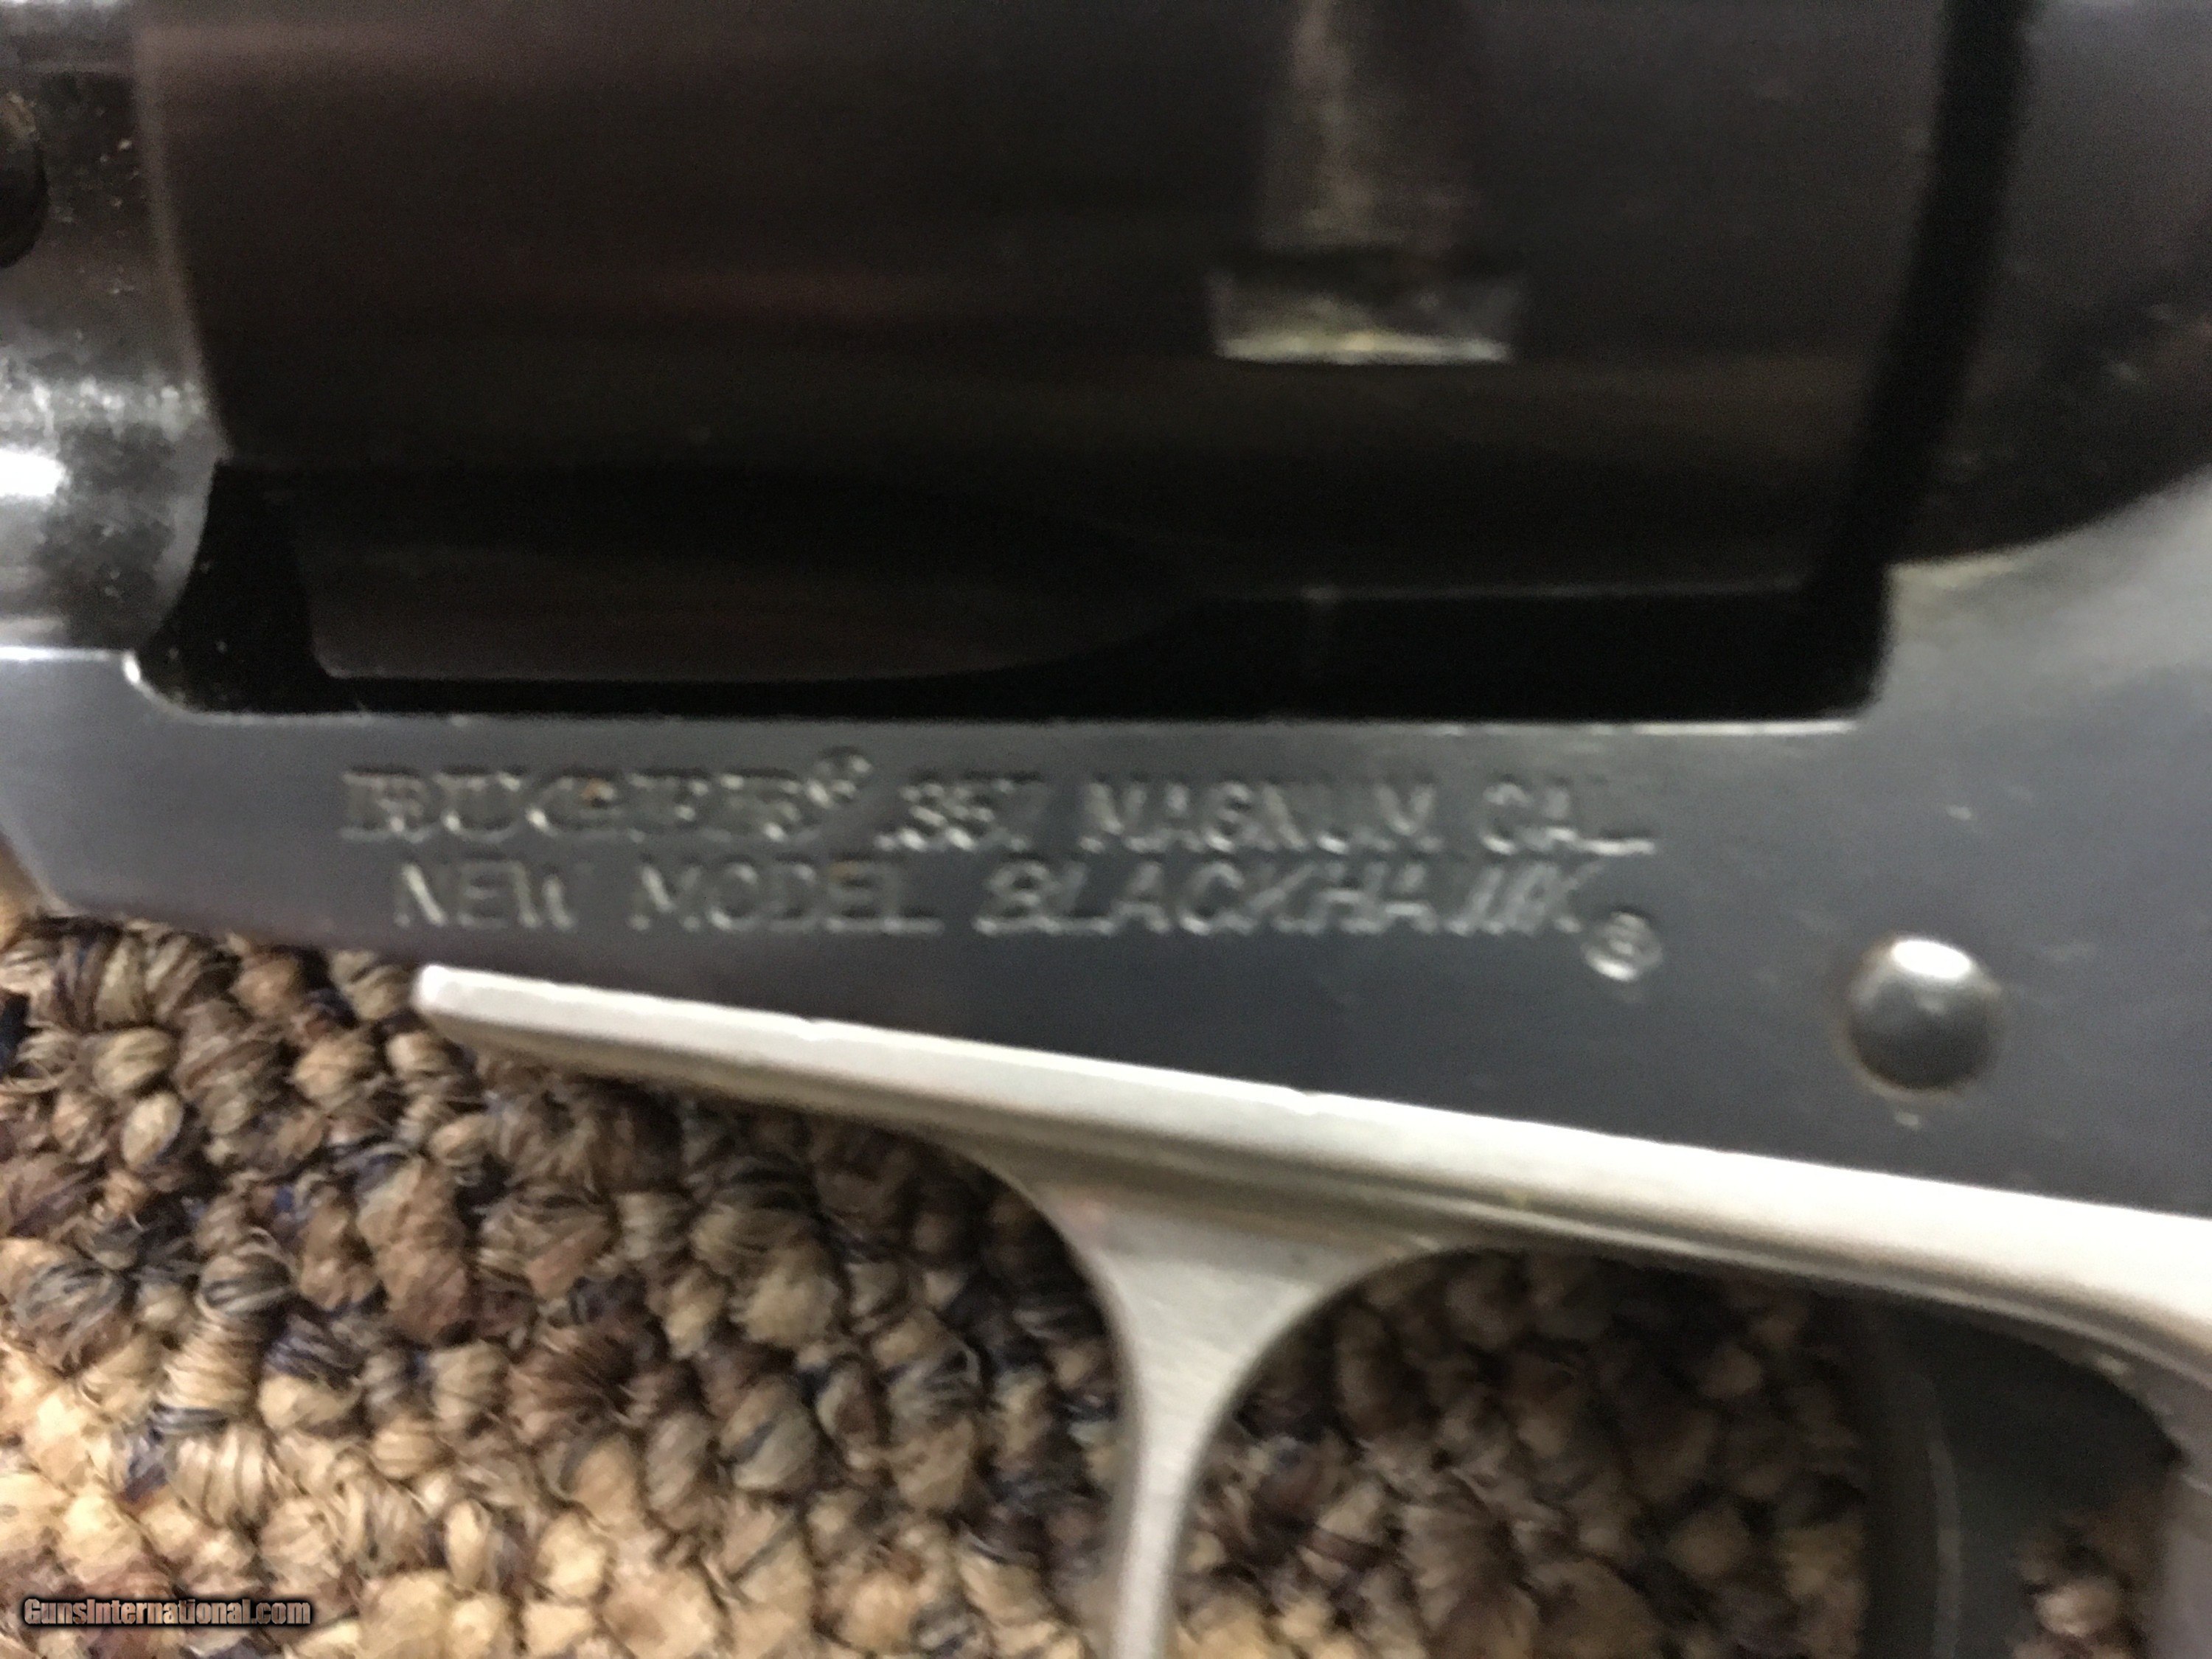 RUGER® .357 MAGNUM CAL.
NEW MODEL BLACKHAWK®
GunsInternational.com